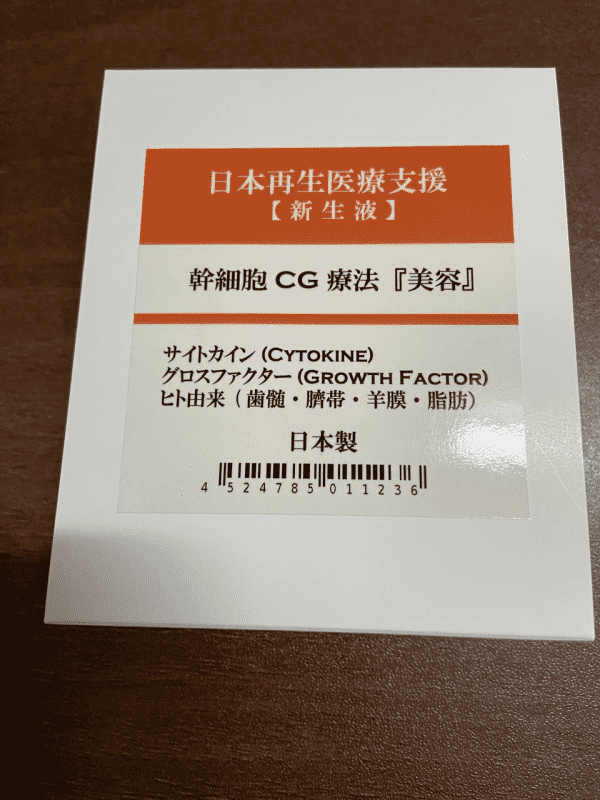 日本再生医療支援
【新生液】
幹細胞 CG 療法『美容』
サイトカイン (CYTOKINE)
グロスファクター (GROWTH FACTOR)
ヒト由来 ( 歯髄・臍帯・羊膜・脂肪)
日本製
4 524785 011236